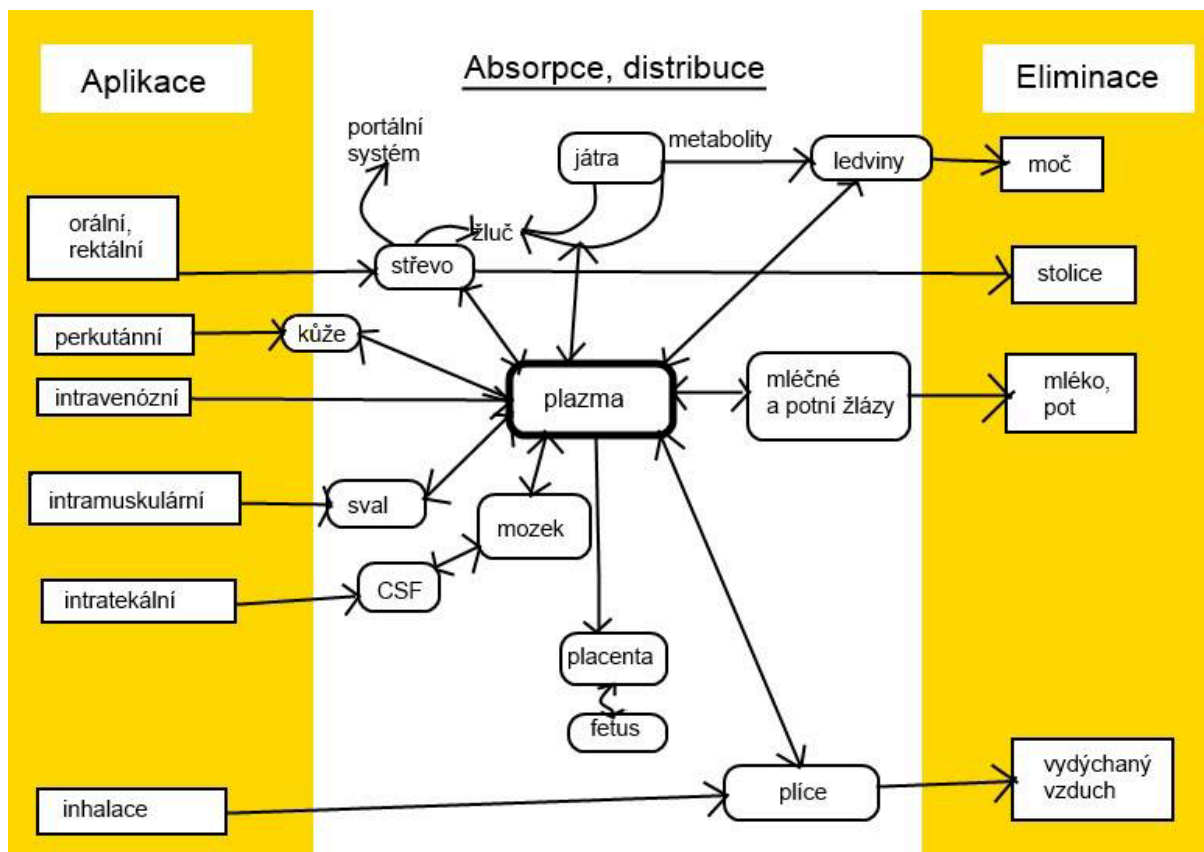 Aplikace
Absorpce, distribuce
Eliminace
portální
systém
játra
metabolity
ledviny
moč
orální,
rektální
žluč
střevo
stolice
perkutánní
kůže
intravenózní
plazma
mléčné
a potní žlázy
mléko,
pot
intramuskulární
sval
mozek
intratekální
CSF
placenta
fetus
inhalace
plíce
vydýchaný
vzduch